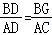 BD/AD = BG/AC